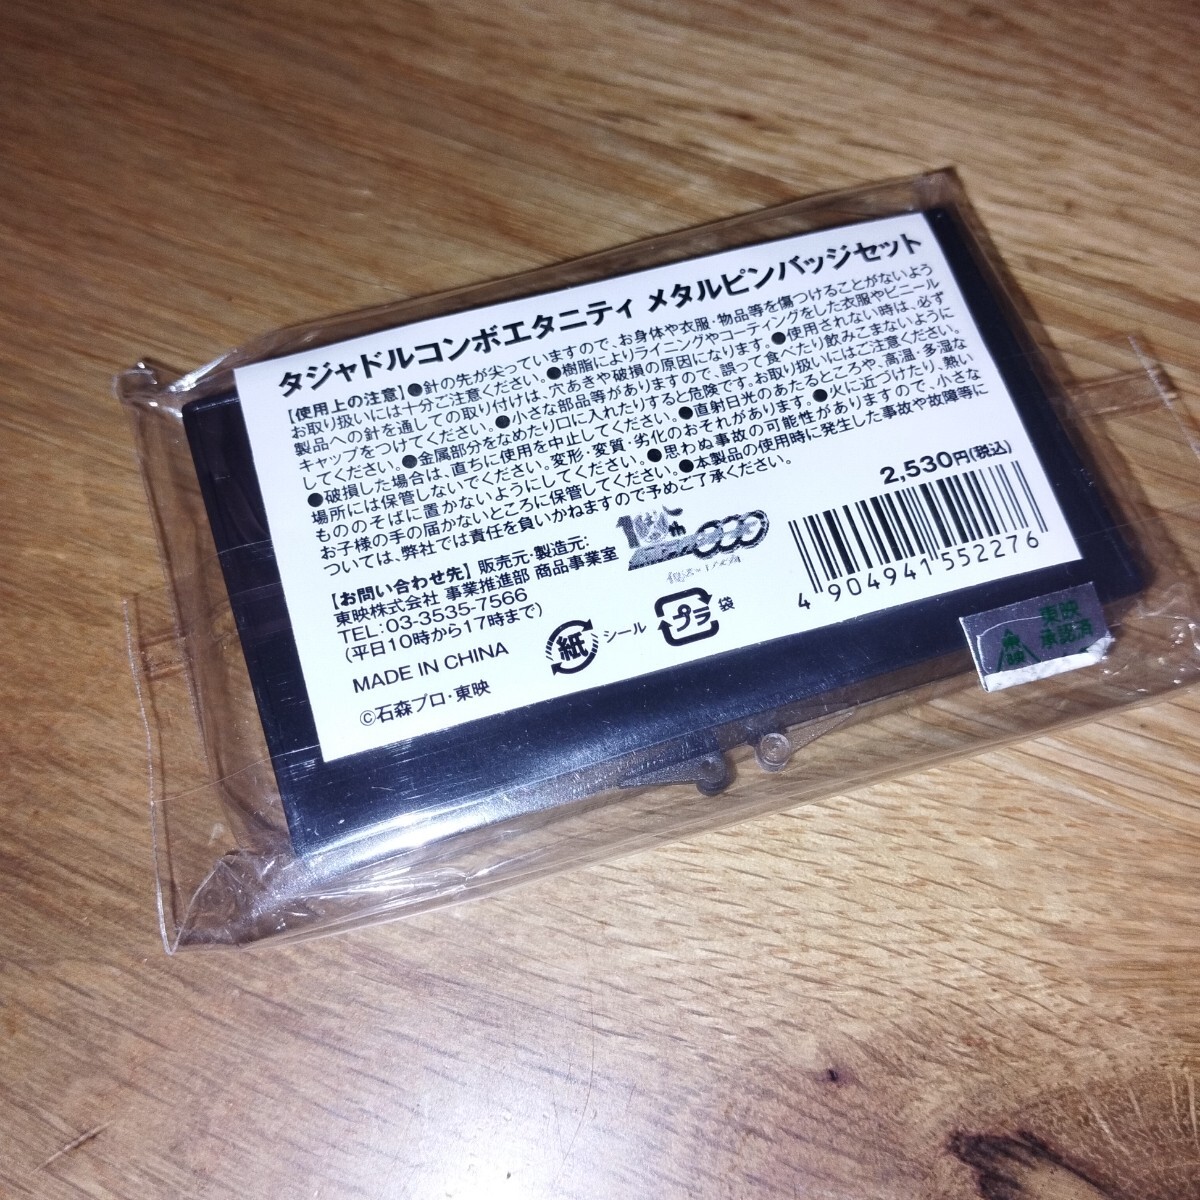 タジャドルコンボエタニティ メタルピンバッジセット
【使用上の注意】●針の先が尖っていますので、お身体や衣服・物品等を傷つけることがないよう
お取り扱いには十分ご注意ください。●樹脂によりライニングやコーティングをした衣服やビニール
製品への針を通しての取り付けは、穴あきや破損の原因になります。●使用されない時は、必ず
キャップをつけてください。●小さな部品等がありますので、誤って食べたり飲みこまないように
してください。●金属部分をなめたり口に入れたりすると危険です。お取り扱いにはご注意ください。
●破損した場合は、直ちに使用を中止してください。●直射日光のあたるところや、高温・多湿な
場所には保管しないでください。変形・変質・劣化のおそれがあります。●火に近づけたり、熱い
もののそばに置かないようにしてください。●思わぬ事故の可能性がありますので、小さな
お子様の手の届かないところに保管してください。●本製品の使用時に発生した事故や故障等に
ついては、弊社では責任を負いかねますので予めご了承ください。
2,530円(税込)
【お問い合わせ先】販売元・製造元:
東映株式会社 事業推進部 商品事業室
TEL:03-3535-7566
(平日10時から17時まで)
MADE IN CHINA
©石森プロ・東映
紙 シール
プラ 袋
10th
4 904941 552276
東映
承認済